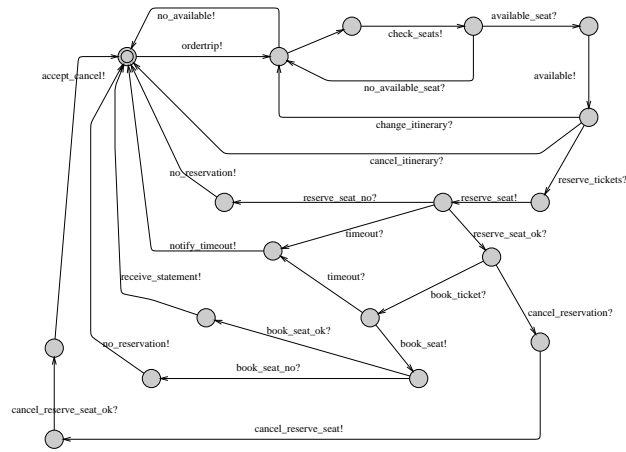 no_available!
available_seat?
check_seats!
ordertrip!
accept_cancel!
available!
no_available_seat?
change_itinerary?
cancel_itinerary?
no_reservation!
reserve_tickets?
reserve_seat_no?
reserve_seat!
timeout?
reserve_seat_ok?
notify_timeout!
receive_statement!
timeout?
book_ticket?
cancel_reservation?
book_seat_ok?
book_seat!
no_reservation!
book_seat_no?
cancel_reserve_seat_ok?
cancel_reserve_seat!